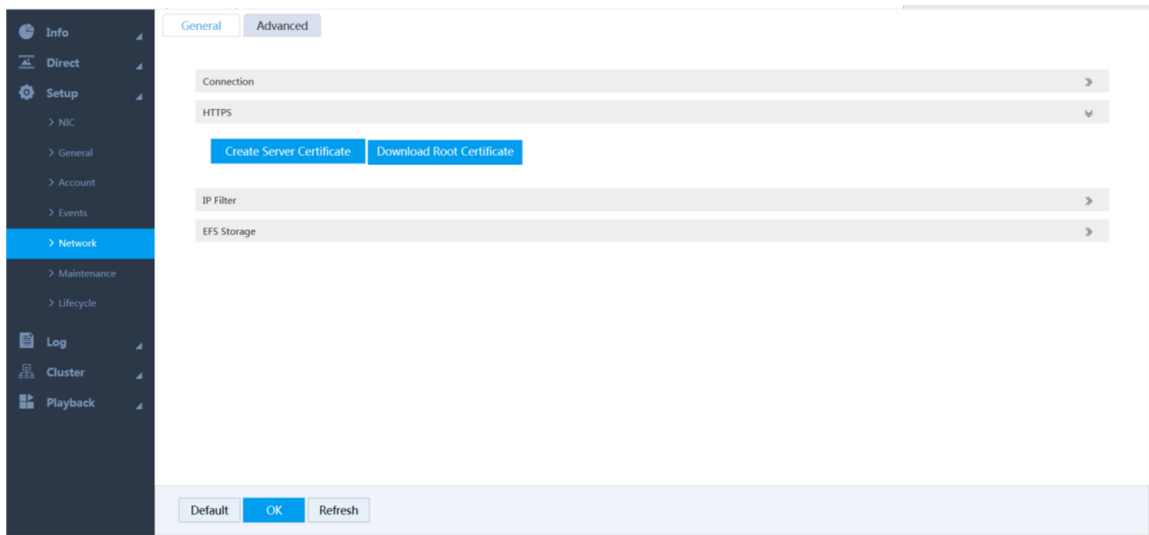 General Advanced
Info
Direct
Setup
> NIC
> General
> Account
> Events
> Network
> Maintenance
> Lifecycle
Log
Cluster
Playback
Connection
HTTPS
Create Server Certificate Download Root Certificate
IP Filter
EFS Storage
Default OK Refresh